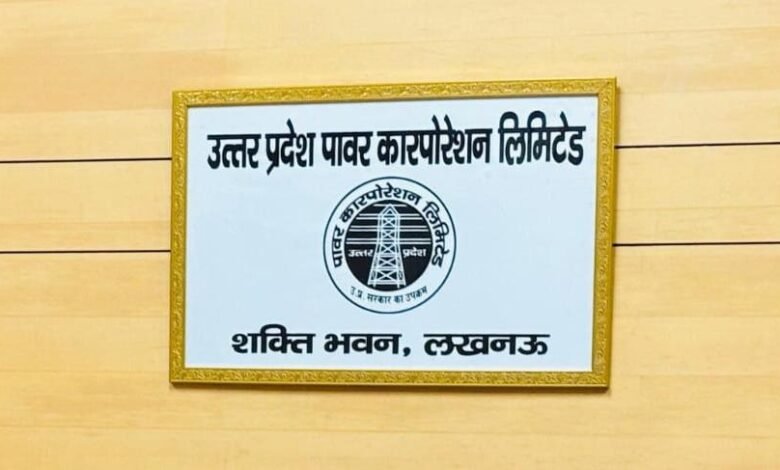 उत्तर प्रदेश पावर कारपोरेशन लिमिटेड
पावर कारपोरेशन लिमिटेड
उत्तर प्रदेश
उ.प्र. सरकार का उपक्रम
शक्ति भवन, लखनऊ